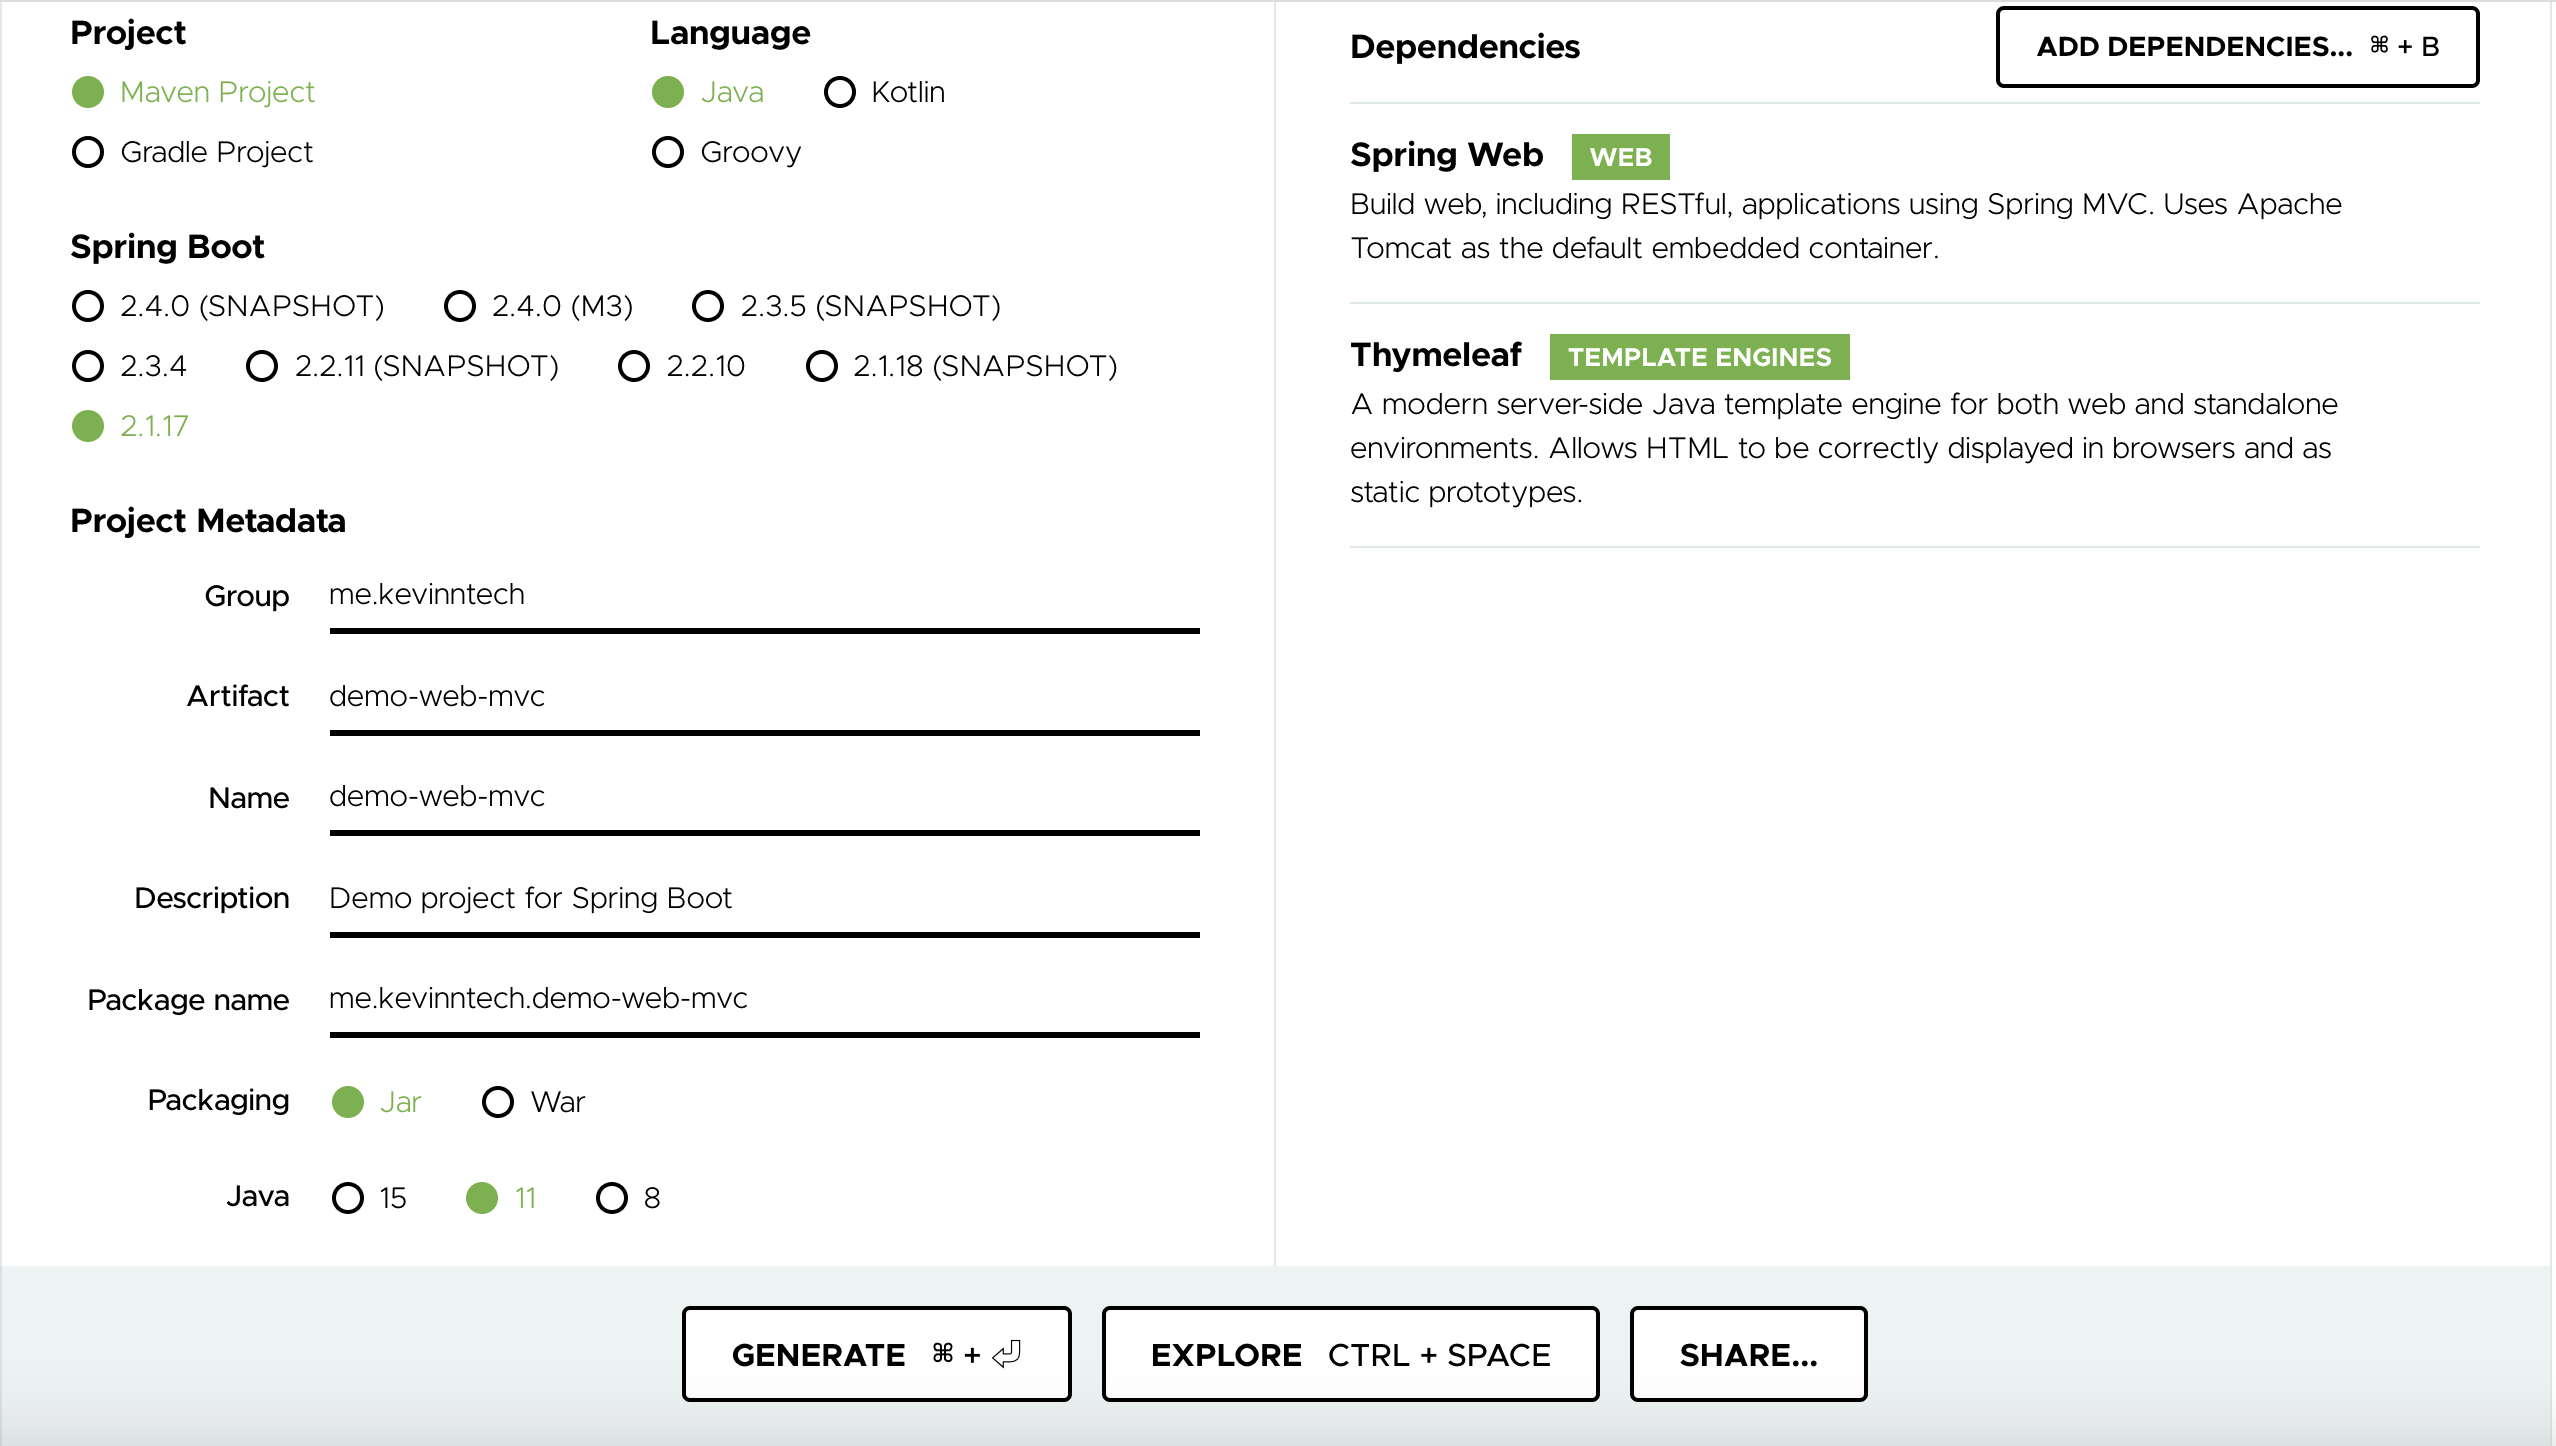 Project
Maven Project
Gradle Project
Language
Java Kotlin
Groovy
Spring Boot
2.4.0 (SNAPSHOT) 2.4.0 (M3) 2.3.5 (SNAPSHOT)
2.3.4 2.2.11 (SNAPSHOT) 2.2.10 2.1.18 (SNAPSHOT)
2.1.17
Project Metadata
Group me.kevinntech
Artifact demo-web-mvc
Name demo-web-mvc
Description Demo project for Spring Boot
Package name me.kevinntech.demo-web-mvc
Packaging Jar War
Java 15 11 8
Dependencies ADD DEPENDENCIES... ⌘ + B
Spring Web WEB
Build web, including RESTful, applications using Spring MVC. Uses Apache
Tomcat as the default embedded container.
Thymeleaf TEMPLATE ENGINES
A modern server-side Java template engine for both web and standalone
environments. Allows HTML to be correctly displayed in browsers and as
static prototypes.
GENERATE ⌘ + ⏎ EXPLORE CTRL + SPACE SHARE...